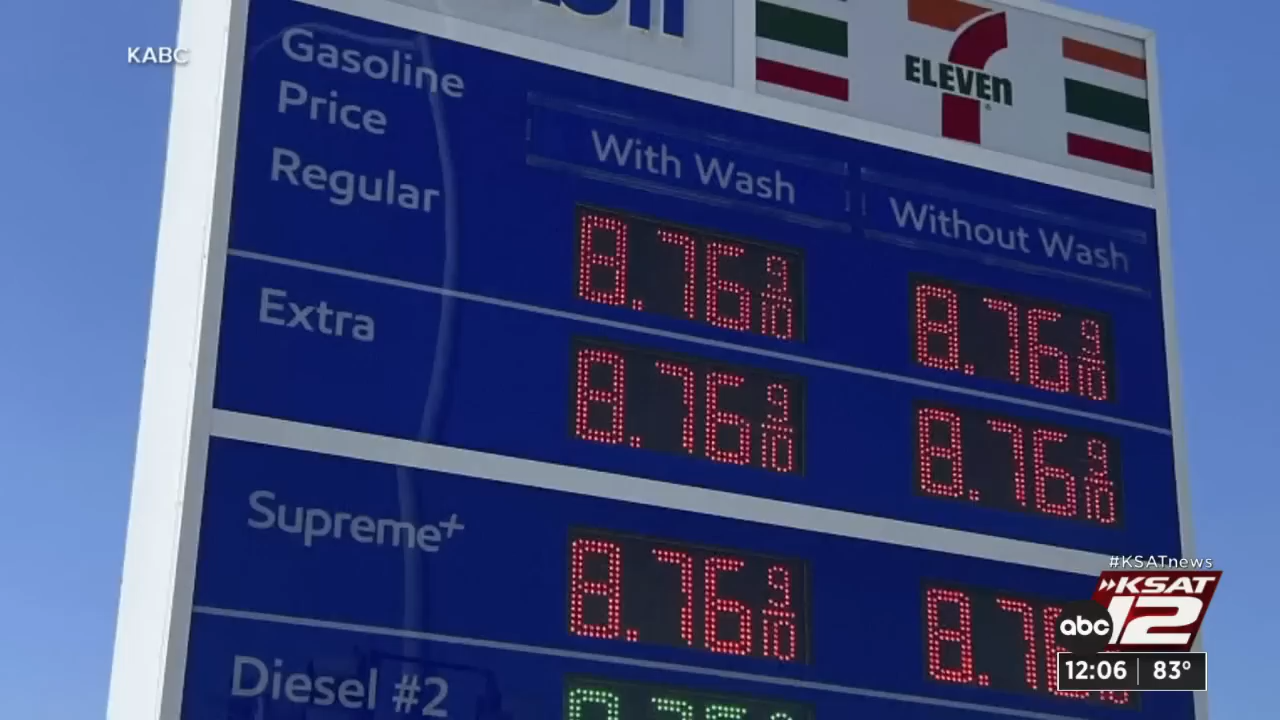 KABC
7
ELEVEN
Gasoline
Price
With Wash
Without Wash
Regular
8.76 9/10
8.76 9/10
Extra
8.76 9/10
8.76 9/10
Supreme+
8.76 9/10
Diesel #2
#KSATnews
KSAT
abc 12
12:06 83°